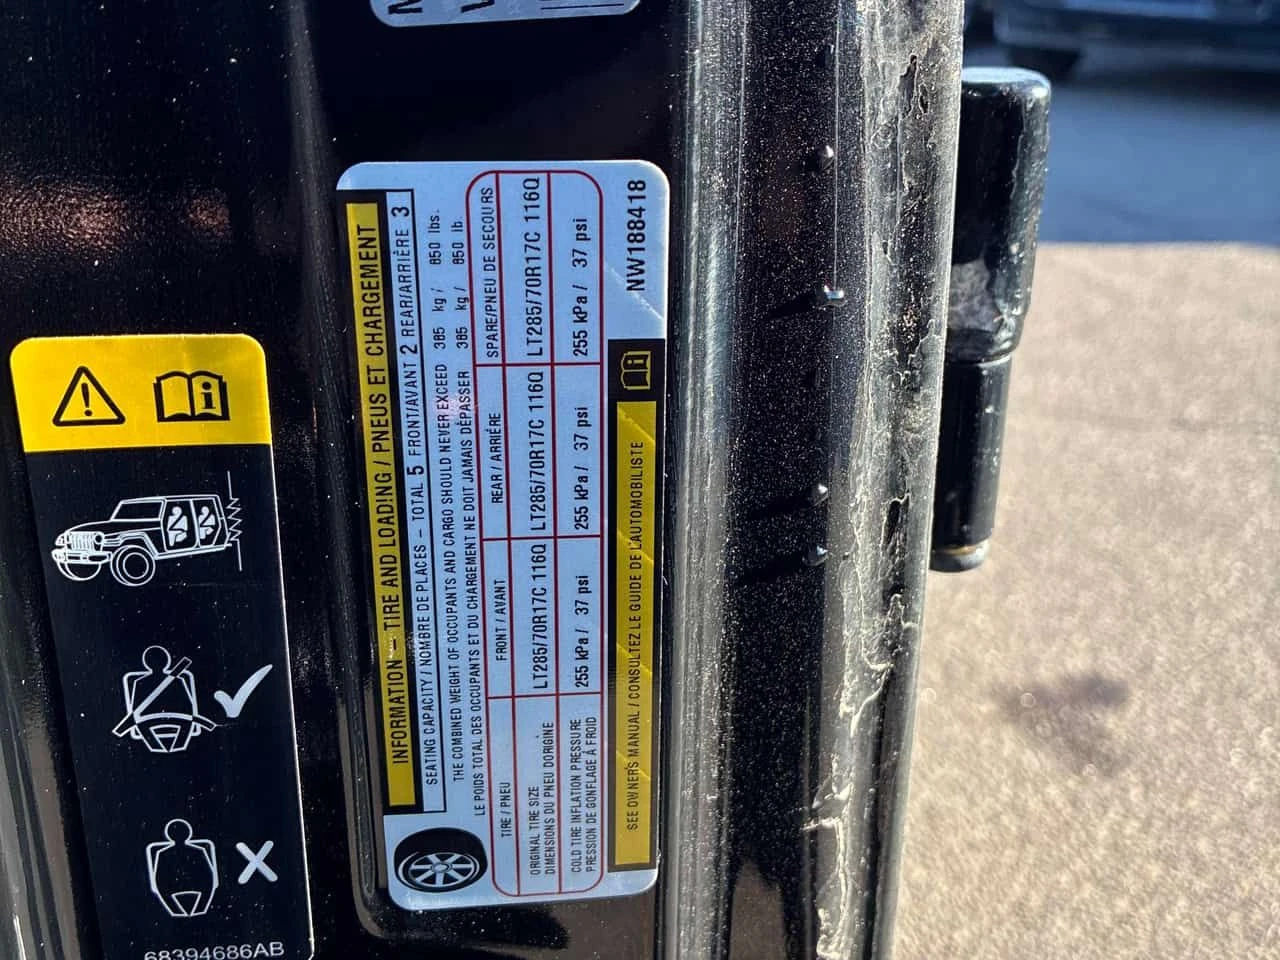 INFORMATION – TIRE AND LOADING / PNEUS ET CHARGEMENT
SEATING CAPACITY / NOMBRE DE PLACES – TOTAL 5 FRONT/AVANT 2 REAR/ARRIÈRE 3
THE COMBINED WEIGHT OF OCCUPANTS AND CARGO SHOULD NEVER EXCEED 385 kg / 850 lbs.
LE POIDS TOTAL DES OCCUPANTS ET DU CHARGEMENT NE DOIT JAMAIS DÉPASSER 385 kg / 850 lb.
TIRE / PNEU FRONT / AVANT REAR / ARRIÈRE SPARE/PNEU DE SECOURS
ORIGINAL TIRE SIZE
DIMENSIONS DU PNEU DORIGINE
LT285/70R17C 116Q LT285/70R17C 116Q LT285/70R17C 116Q
COLD TIRE INFLATION PRESSURE
PRESSION DE GONFLAGE À FROID
255 kPa / 37 psi 255 kPa / 37 psi 255 kPa / 37 psi
SEE OWNER'S MANUAL / CONSULTEZ LE GUIDE DE L'AUTOMOBILISTE
NW188418
68394686AB